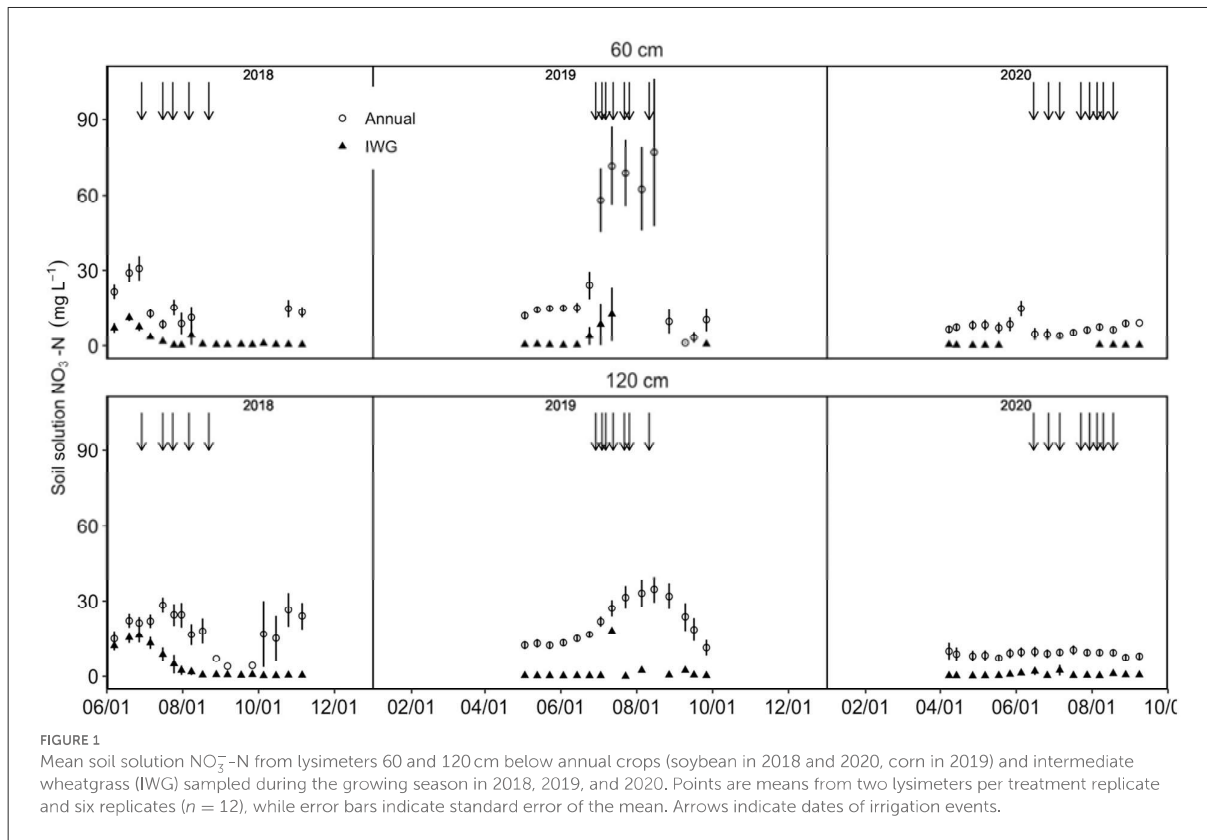 60 cm
2018
2019
2020
90
60
30
0
Annual
IWG
Soil solution NO₃ -N (mg L⁻¹)
120 cm
2018
2019
2020
90
60
30
0
06/01 08/01 10/01 12/01 02/01 04/01 06/01 08/01 10/01 12/01 02/01 04/01 06/01 08/01 10/0
FIGURE 1
Mean soil solution NO₃⁻-N from lysimeters 60 and 120 cm below annual crops (soybean in 2018 and 2020, corn in 2019) and intermediate
wheatgrass (IWG) sampled during the growing season in 2018, 2019, and 2020. Points are means from two lysimeters per treatment replicate
and six replicates (n = 12), while error bars indicate standard error of the mean. Arrows indicate dates of irrigation events.